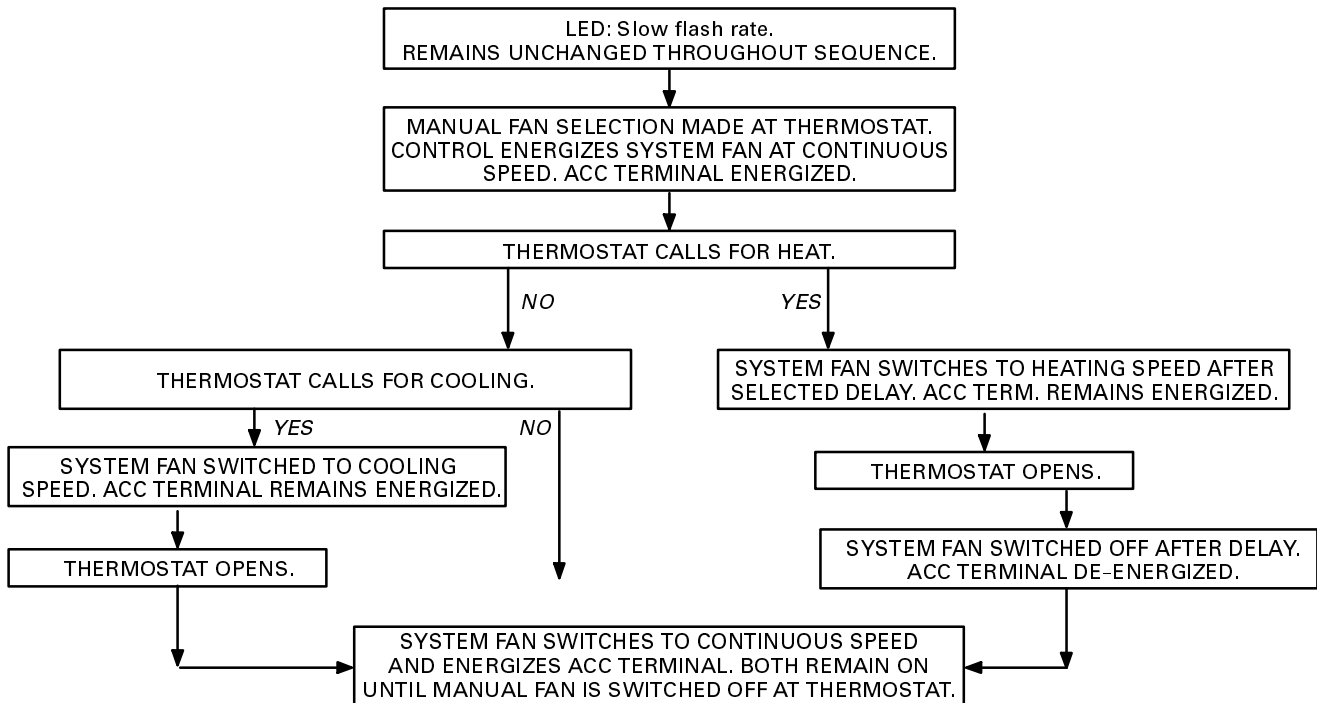 LED: Slow flash rate.
REMAINS UNCHANGED THROUGHOUT SEQUENCE.
MANUAL FAN SELECTION MADE AT THERMOSTAT.
CONTROL ENERGIZES SYSTEM FAN AT CONTINUOUS
SPEED. ACC TERMINAL ENERGIZED.
THERMOSTAT CALLS FOR HEAT.
NO
YES
THERMOSTAT CALLS FOR COOLING.
YES
NO
SYSTEM FAN SWITCHED TO COOLING
SPEED. ACC TERMINAL REMAINS ENERGIZED.
THERMOSTAT OPENS.
SYSTEM FAN SWITCHES TO HEATING SPEED AFTER
SELECTED DELAY. ACC TERM. REMAINS ENERGIZED.
THERMOSTAT OPENS.
SYSTEM FAN SWITCHED OFF AFTER DELAY.
ACC TERMINAL DE-ENERGIZED.
SYSTEM FAN SWITCHES TO CONTINUOUS SPEED
AND ENERGIZES ACC TERMINAL. BOTH REMAIN ON
UNTIL MANUAL FAN IS SWITCHED OFF AT THERMOSTAT.